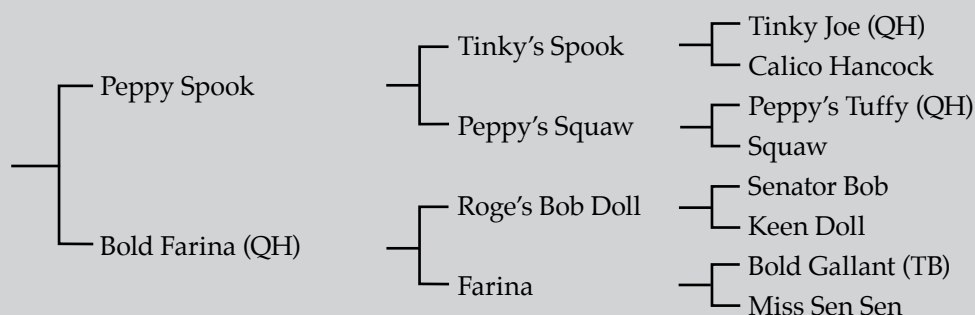 Peppy Spook
Bold Farina (QH)
Tinky’s Spook
Peppy’s Squaw
Roge’s Bob Doll
Farina
Tinky Joe (QH)
Calico Hancock
Peppy’s Tuffy (QH)
Squaw
Senator Bob
Keen Doll
Bold Gallant (TB)
Miss Sen Sen